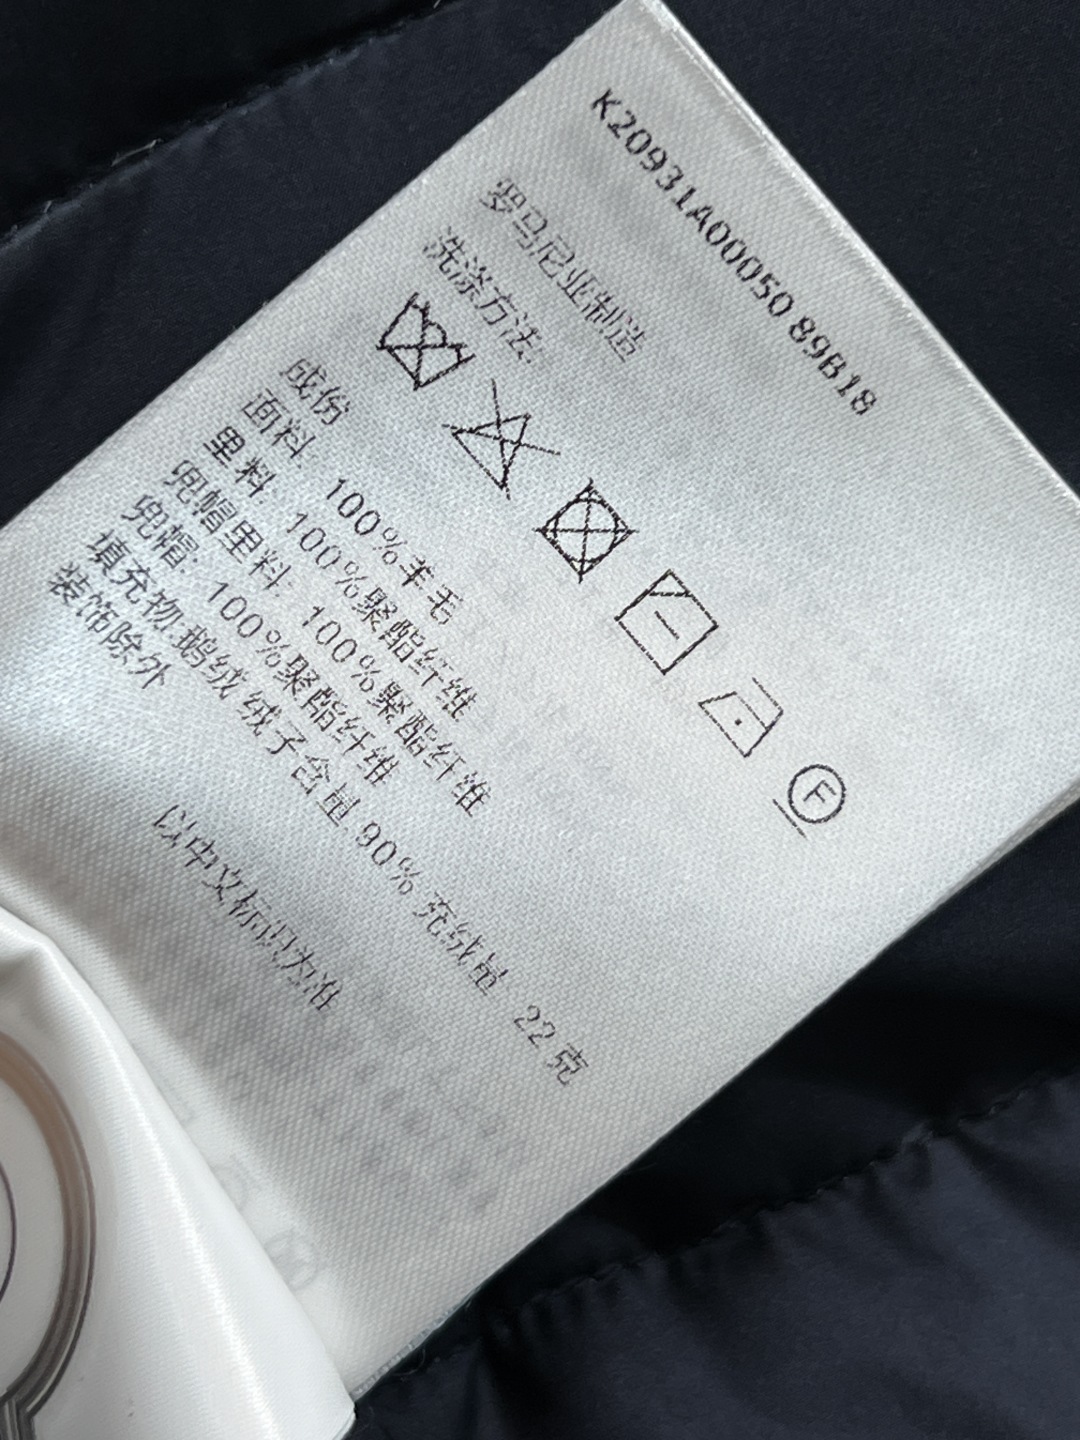 K20931A00050 89B18
罗马尼亚制造
洗涤方法:
F
成份
面料: 100%羊毛
里料: 100%聚酯纤维
兜帽里料: 100%聚酯纤维
兜帽: 100%聚酯纤维
填充物:鹅绒 绒子含量 90% 充绒量 22克
装饰除外
以中文标识为准